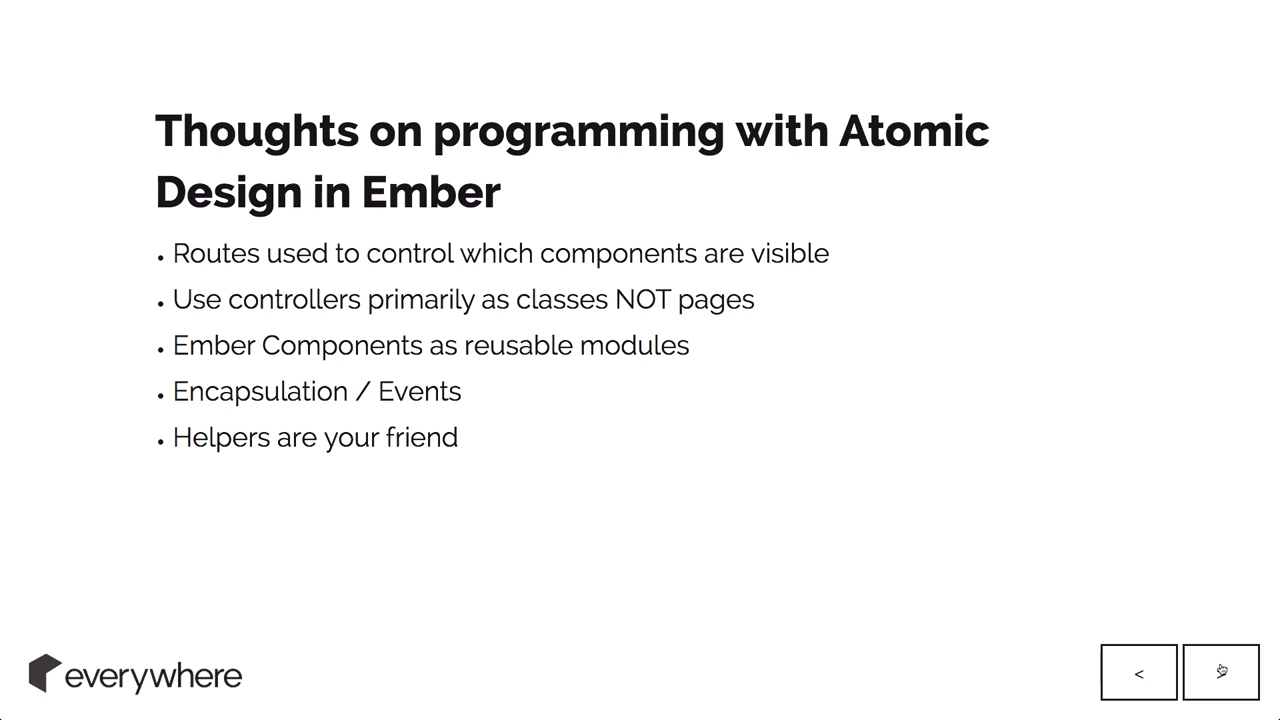 Thoughts on programming with Atomic
Design in Ember
• Routes used to control which components are visible
• Use controllers primarily as classes NOT pages
• Ember Components as reusable modules
• Encapsulation / Events
• Helpers are your friend
everywhere
< >